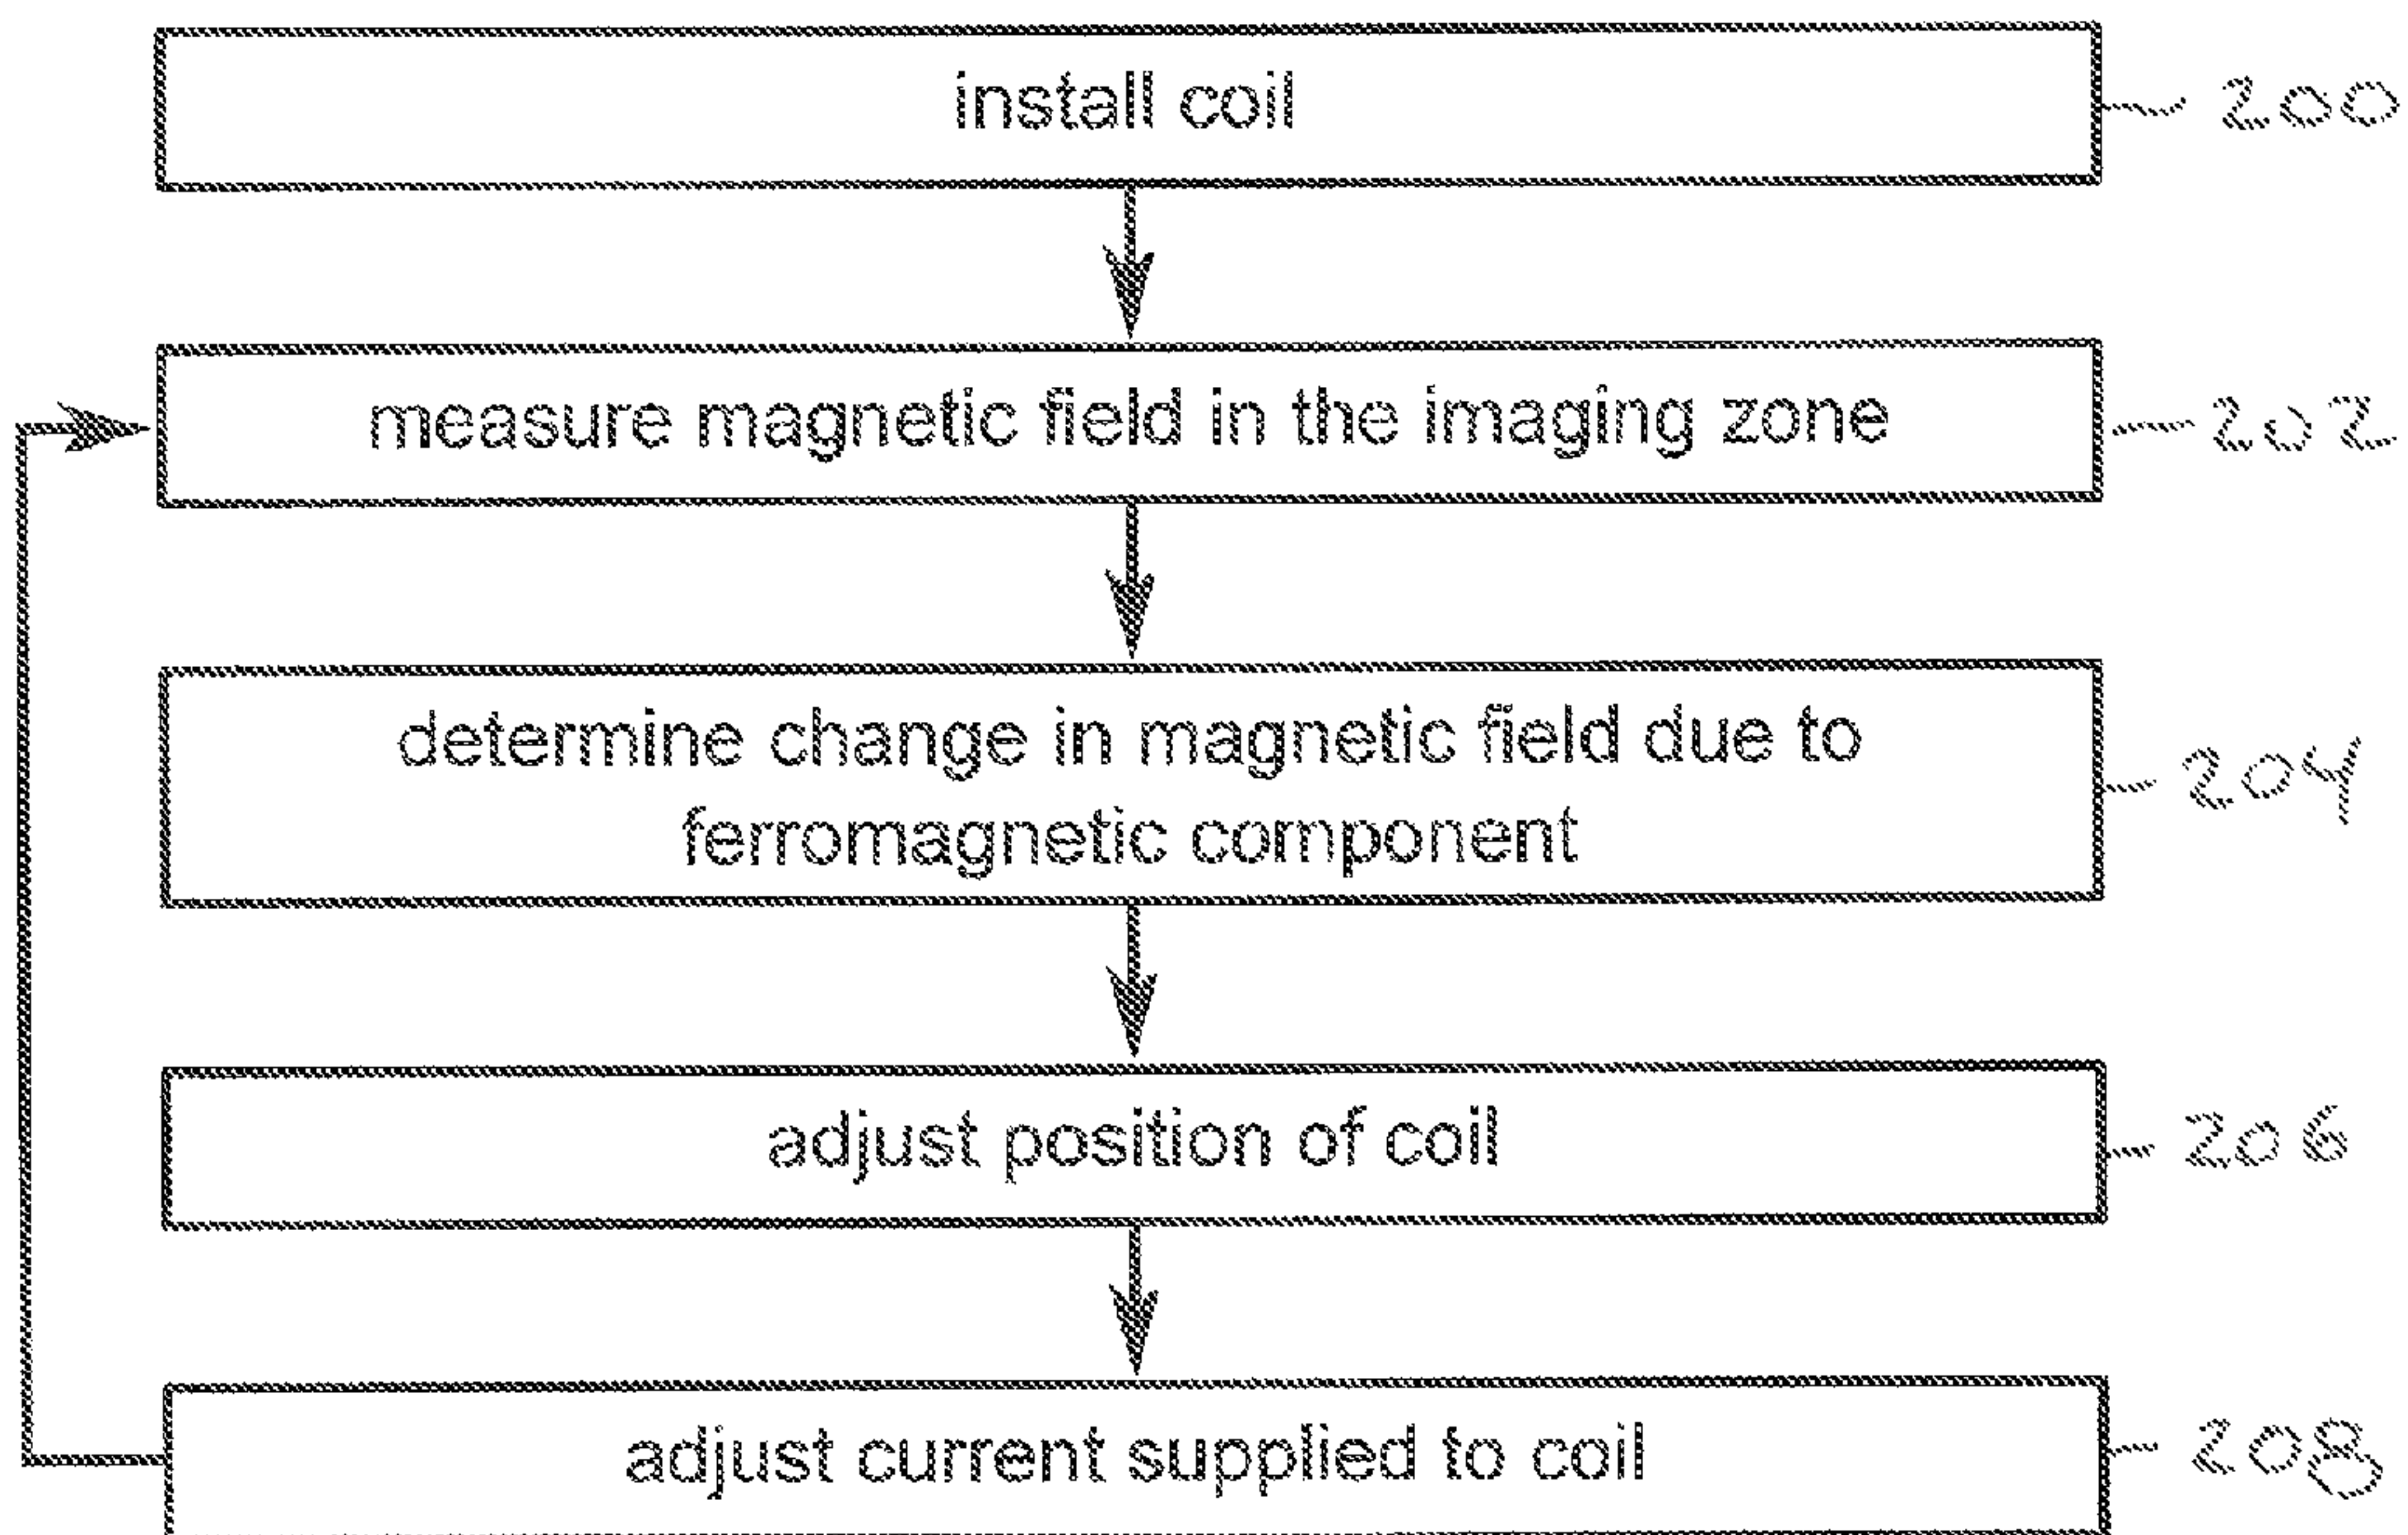 install coil
200
measure magnetic field in the imaging zone
202
determine change in magnetic field due to
ferromagnetic component
204
adjust position of coil
206
adjust current supplied to coil
208